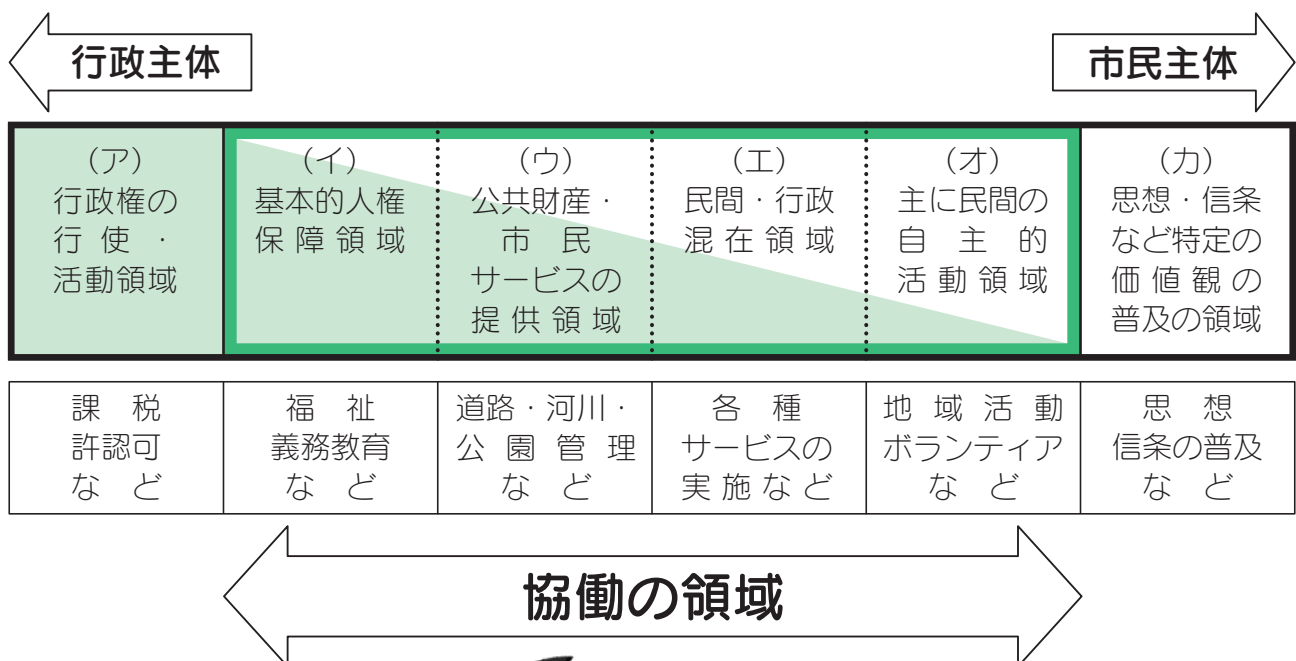 行政主体
市民主体
（ア）
行政権の
行使・
活動領域
（イ）
基本的人権
保障領域
（ウ）
公共財産・
市民
サービスの
提供領域
（エ）
民間・行政
混在領域
（オ）
主に民間の
自主的
活動領域
（カ）
思想・信条
など特定の
価値観の
普及の領域
課税
許認可
など
福祉
義務教育
など
道路・河川・
公園管理
など
各種
サービスの
実施など
地域活動
ボランティア
など
思想
信条の普及
など
協働の領域